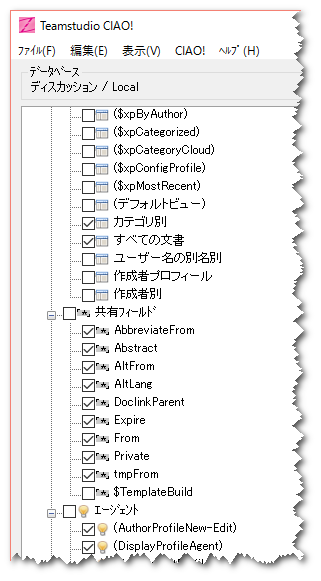 Teamstudio CIAO!
ﾌｧｲﾙ(F) 編集(E) 表示(V) CIAO! ﾍﾙﾌﾟ(H)
ﾃﾞｰﾀﾍﾞｰｽ
ディスカッション / Local
($xpByAuthor)
($xpCategorized)
($xpCategoryCloud)
($xpConfigProfile)
($xpMostRecent)
(デフォルトビュー)
カテゴリ別
すべての文書
ユーザー名の別名別
作成者プロフィール
作成者別
共有ﾌｨｰﾙﾄﾞ
AbbreviateFrom
Abstract
AltFrom
AltLang
DoclinkParent
Expire
From
Private
tmpFrom
$TemplateBuild
ｴｰｼﾞｪﾝﾄ
(AuthorProfileNew-Edit)
(DisplayProfileAgent)